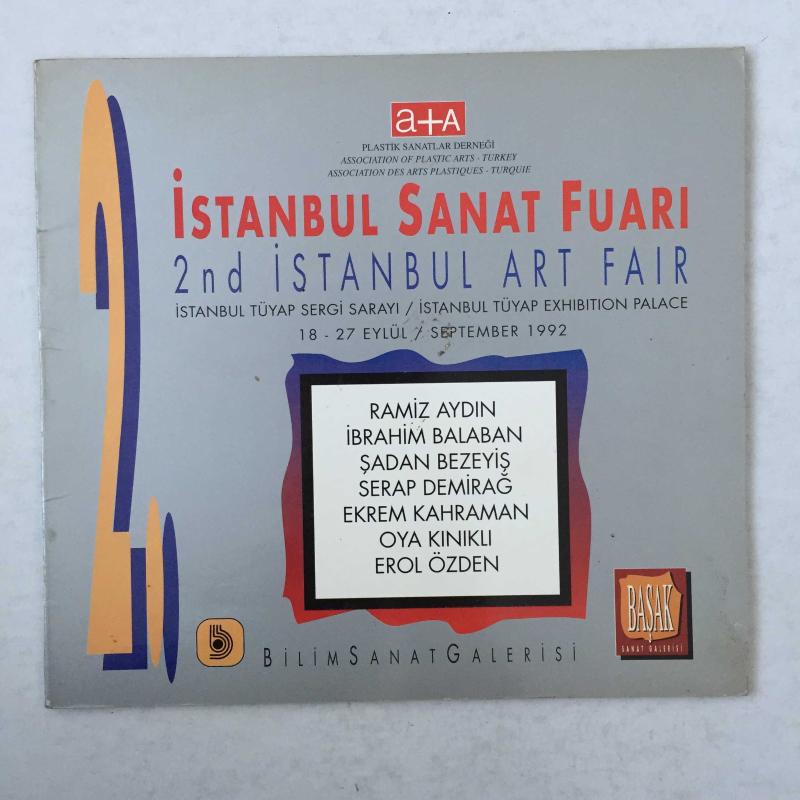 a+A
PLASTİK SANATLAR DERNEĞİ
ASSOCIATION OF PLASTIC ARTS - TURKEY
ASSOCIATION DES ARTS PLASTIQUES - TURQUIE
2.
İSTANBUL SANAT FUARI
2nd İSTANBUL ART FAIR
İSTANBUL TÜYAP SERGİ SARAYI / İSTANBUL TÜYAP EXHIBITION PALACE
18 - 27 EYLÜL / SEPTEMBER 1992
RAMİZ AYDIN
İBRAHİM BALABAN
ŞADAN BEZEYİŞ
SERAP DEMİRAĞ
EKREM KAHRAMAN
OYA KINIKLI
EROL ÖZDEN
b
BİLİMSANATGALERİSİ
BAŞAK
SANAT GALERİSİ